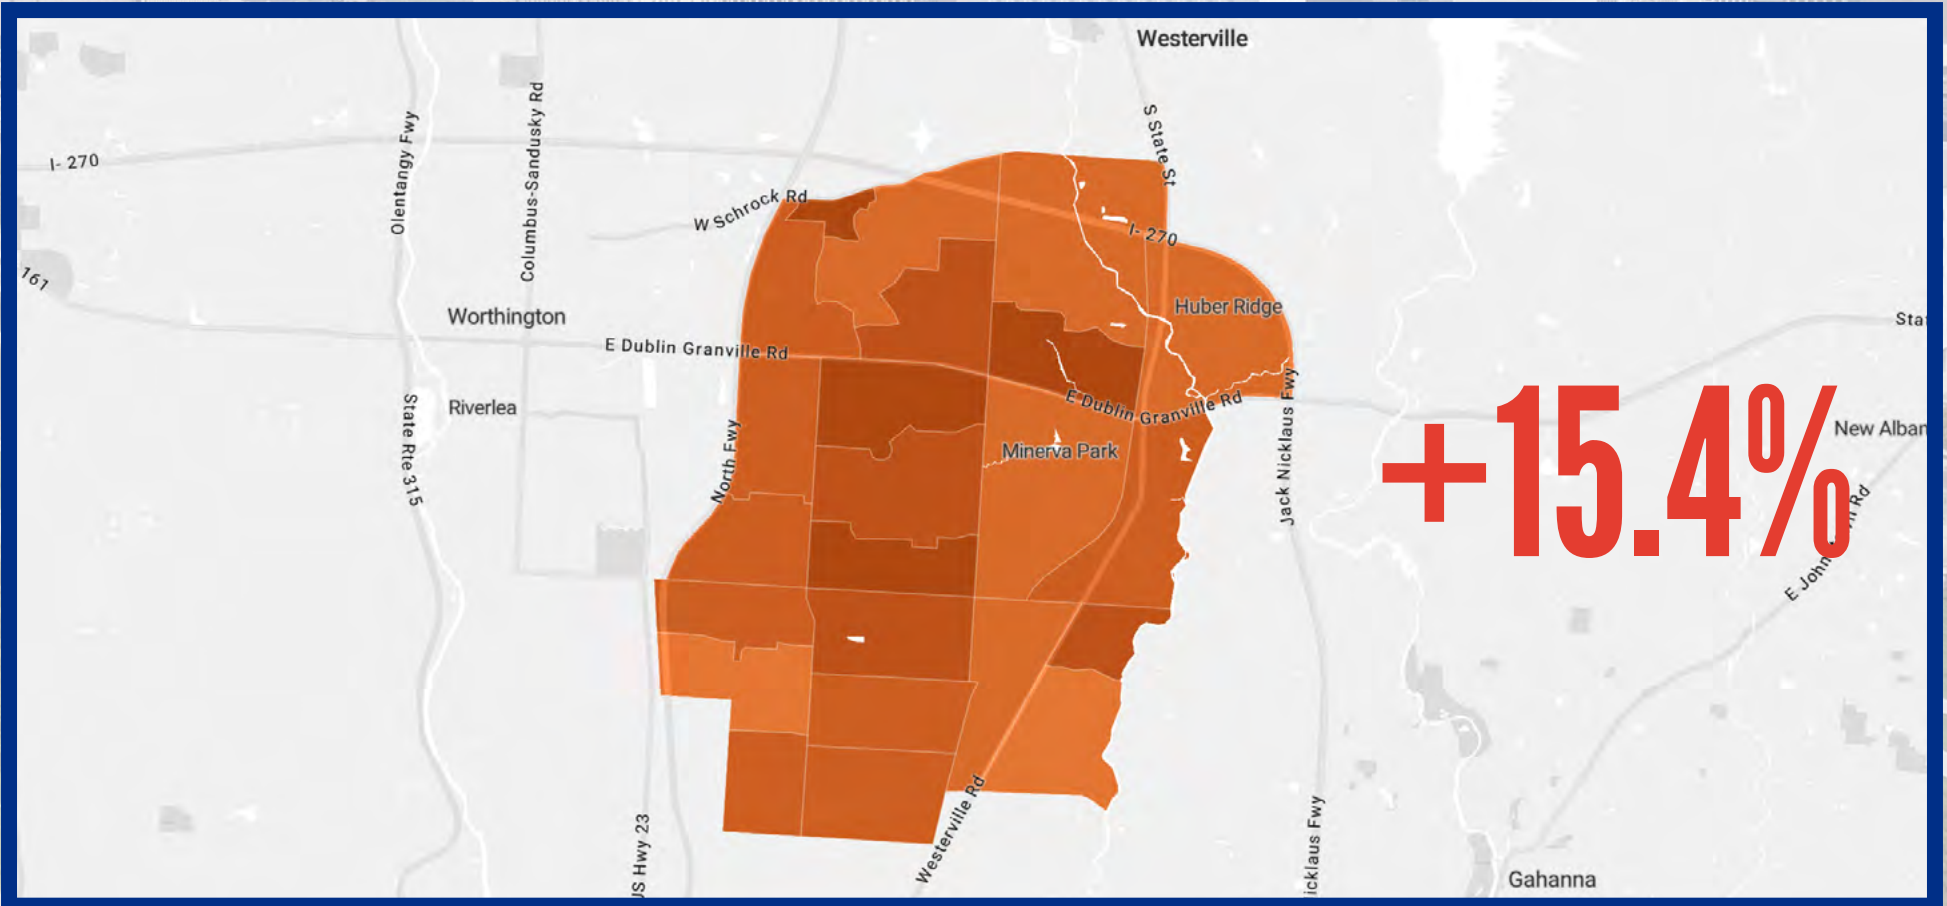 Westerville
S State St
Olentangy Fwy
Columbus-Sandusky Rd
I- 270
W Schrock Rd
I- 270
161
Huber Ridge
Worthington
Sta
E Dublin Granville Rd
Riverlea
State Rte 315
North Fwy
E Dublin Granville Rd
Jack Nicklaus Fwy
Minerva Park
+15.4%
New Alban
E John
n Rd
US Hwy 23
Westerville Rd
icklaus Fwy
Gahanna